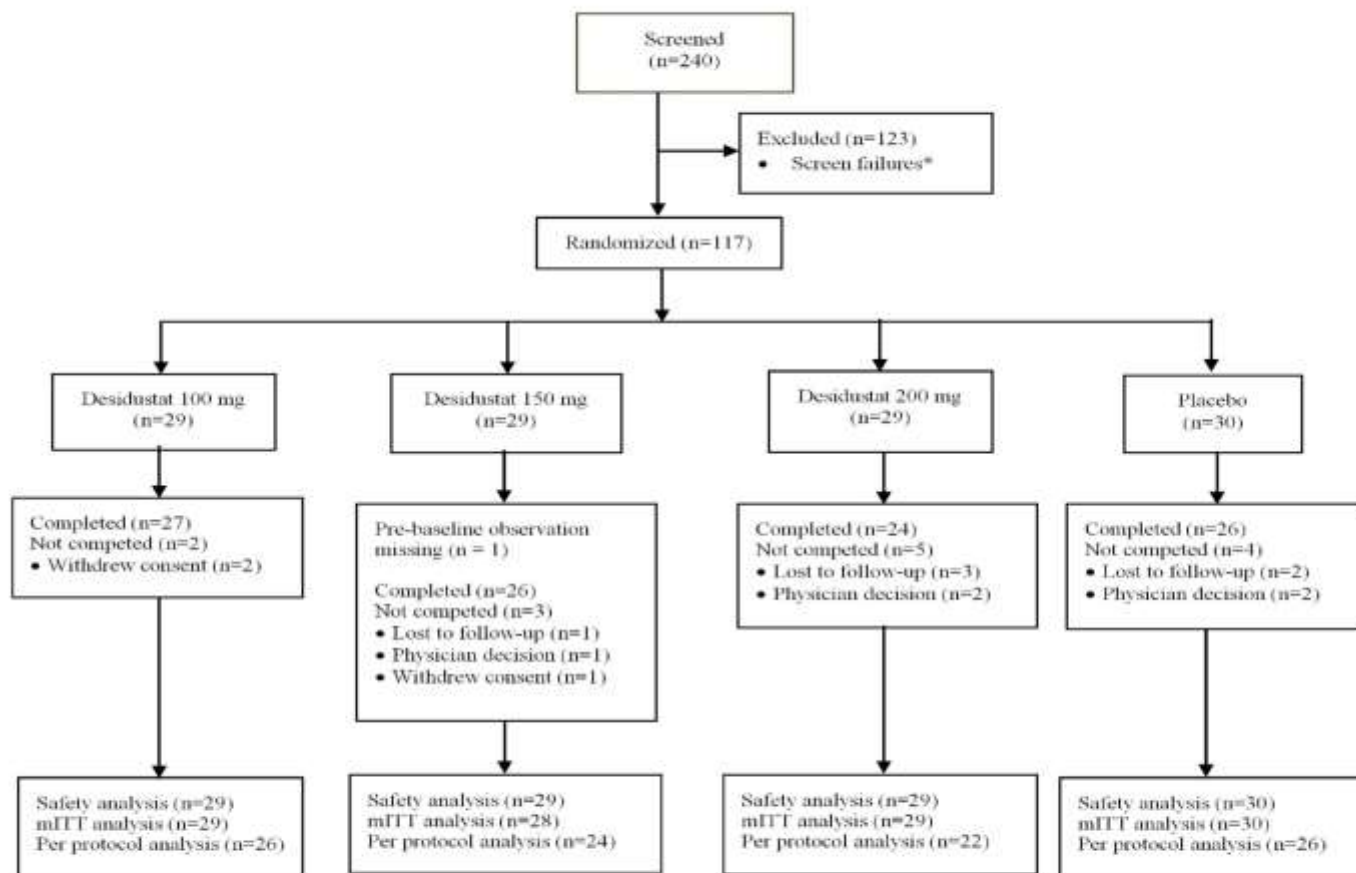 Screened
(n=240)
Excluded (n=123)
• Screen failures*
Randomized (n=117)
Desidustat 100 mg
(n=29)
Desidustat 150 mg
(n=29)
Desidustat 200 mg
(n=29)
Placebo
(n=30)
Completed (n=27)
Not competed (n=2)
• Withdrew consent (n=2)
Pre-baseline observation
missing (n = 1)
Completed (n=26)
Not competed (n=3)
• Lost to follow-up (n=1)
• Physician decision (n=1)
• Withdrew consent (n=1)
Completed (n=24)
Not competed (n=5)
• Lost to follow-up (n=3)
• Physician decision (n=2)
Completed (n=26)
Not competed (n=4)
• Lost to follow-up (n=2)
• Physician decision (n=2)
Safety analysis (n=29)
mITT analysis (n=29)
Per protocol analysis (n=26)
Safety analysis (n=29)
mITT analysis (n=28)
Per protocol analysis (n=24)
Safety analysis (n=29)
mITT analysis (n=29)
Per protocol analysis (n=22)
Safety analysis (n=30)
mITT analysis (n=30)
Per protocol analysis (n=26)